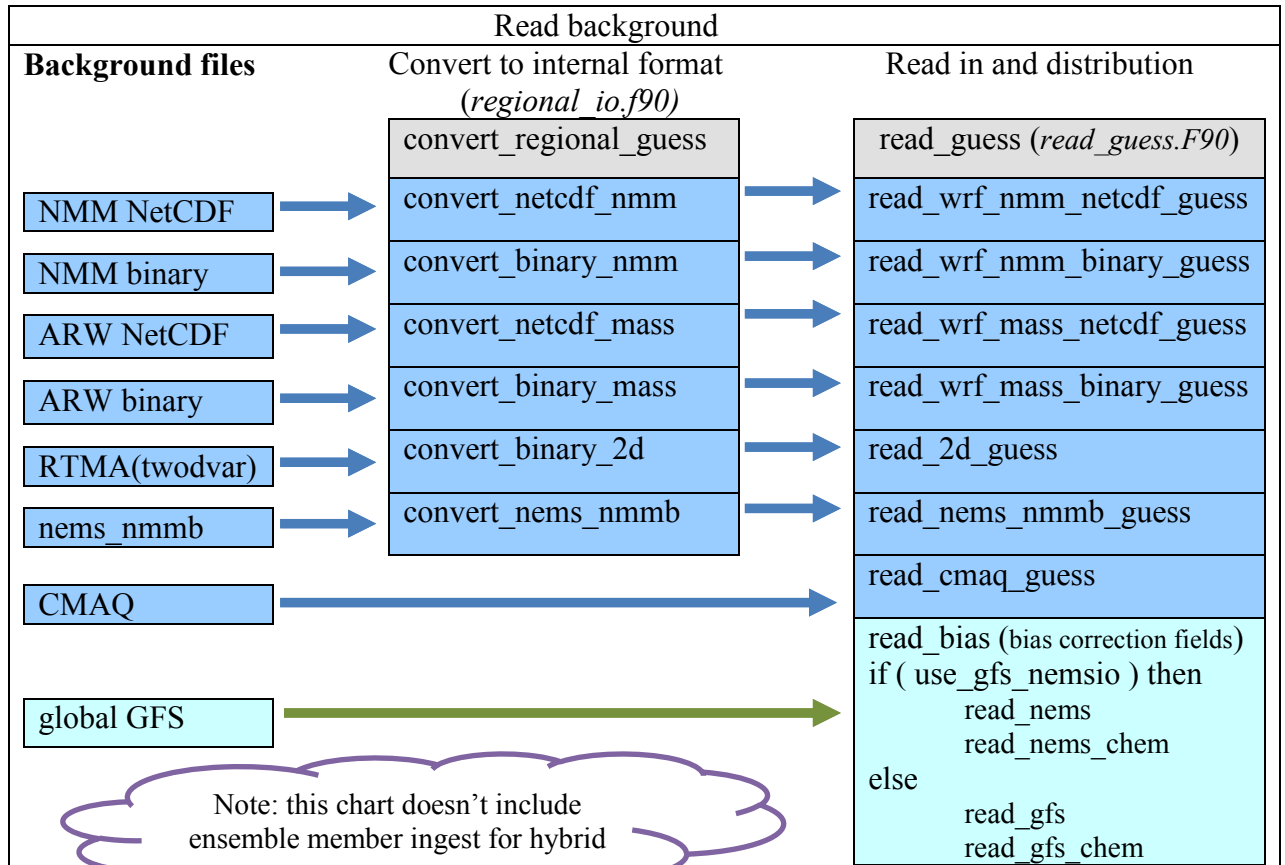 Read background
Background files
Convert to internal format
(regional_io.f90)
Read in and distribution
convert_regional_guess
read_guess (read_guess.F90)
NMM NetCDF
convert_netcdf_nmm
read_wrf_nmm_netcdf_guess
NMM binary
convert_binary_nmm
read_wrf_nmm_binary_guess
ARW NetCDF
convert_netcdf_mass
read_wrf_mass_netcdf_guess
ARW binary
convert_binary_mass
read_wrf_mass_binary_guess
RTMA(twodvar)
convert_binary_2d
read_2d_guess
nems_nmmb
convert_nems_nmmb
read_nems_nmmb_guess
CMAQ
read_cmaq_guess
global GFS
read_bias (bias correction fields)
if ( use_gfs_nemsio ) then
read_nems
read_nems_chem
else
read_gfs
read_gfs_chem
Note: this chart doesn’t include
ensemble member ingest for hybrid